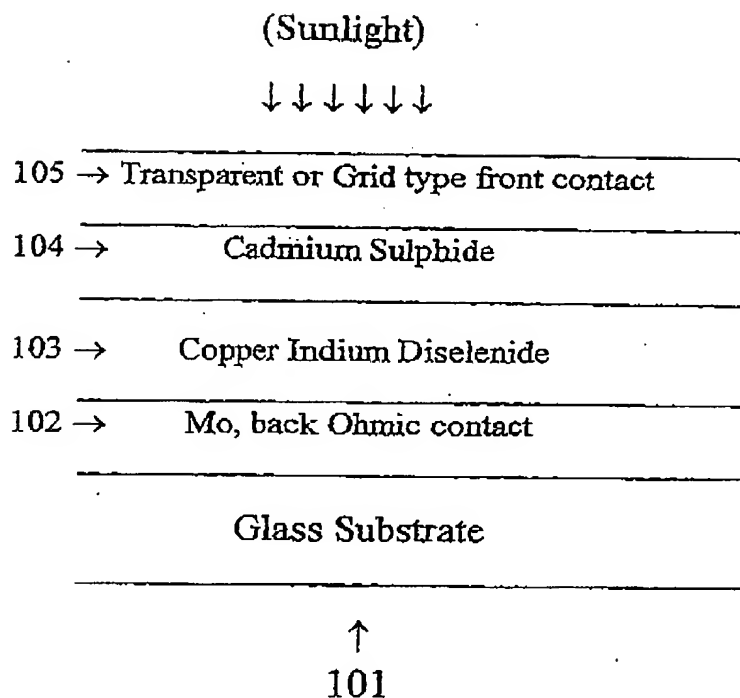 (Sunlight)
↓ ↓ ↓ ↓ ↓ ↓
105 → Transparent or Grid type front contact
104 → Cadmium Sulphide
103 → Copper Indium Diselenide
102 → Mo, back Ohmic contact
Glass Substrate
↑
101